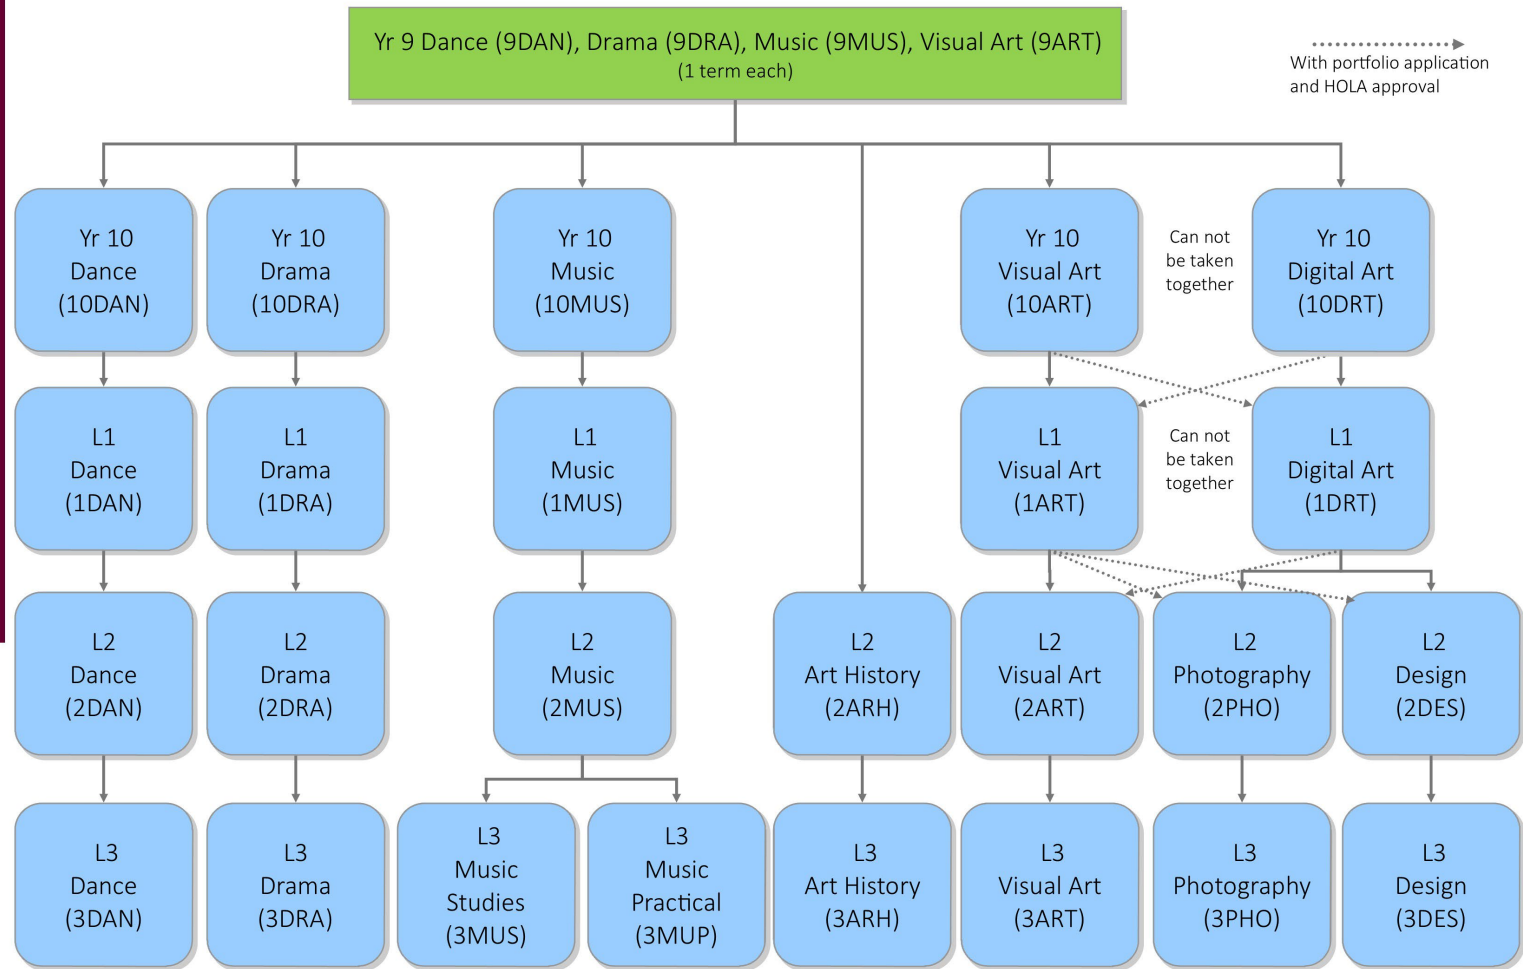 Yr 9 Dance (9DAN), Drama (9DRA), Music (9MUS), Visual Art (9ART)
(1 term each)
With portfolio application
and HOLA approval
Yr 10
Dance
(10DAN)
Yr 10
Drama
(10DRA)
Yr 10
Music
(10MUS)
Yr 10
Visual Art
(10ART)
Can not
be taken
together
Yr 10
Digital Art
(10DRT)
L1
Dance
(1DAN)
L1
Drama
(1DRA)
L1
Music
(1MUS)
L1
Visual Art
(1ART)
Can not
be taken
together
L1
Digital Art
(1DRT)
L2
Dance
(2DAN)
L2
Drama
(2DRA)
L2
Music
(2MUS)
L2
Art History
(2ARH)
L2
Visual Art
(2ART)
L2
Photography
(2PHO)
L2
Design
(2DES)
L3
Dance
(3DAN)
L3
Drama
(3DRA)
L3
Music
Studies
(3MUS)
L3
Music
Practical
(3MUP)
L3
Art History
(3ARH)
L3
Visual Art
(3ART)
L3
Photography
(3PHO)
L3
Design
(3DES)